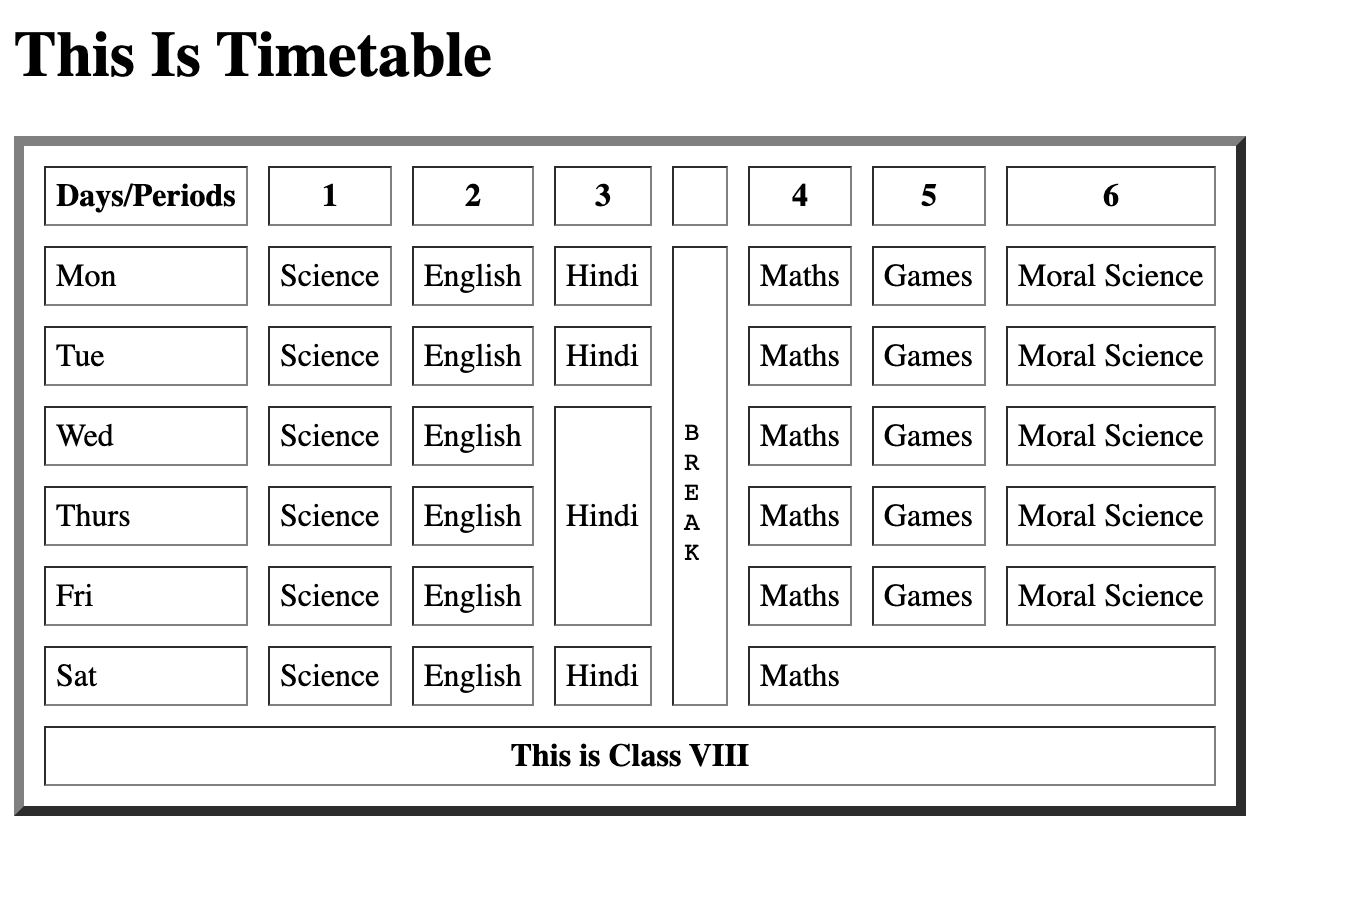 This Is Timetable
Days/Periods 1 2 3 4 5 6
Mon Science English Hindi Maths Games Moral Science
Tue Science English Hindi Maths Games Moral Science
Wed Science English Maths Games Moral Science
Thurs Science English Hindi Maths Games Moral Science
Fri Science English Maths Games Moral Science
Sat Science English Hindi Maths
B
R
E
A
K
This is Class VIII